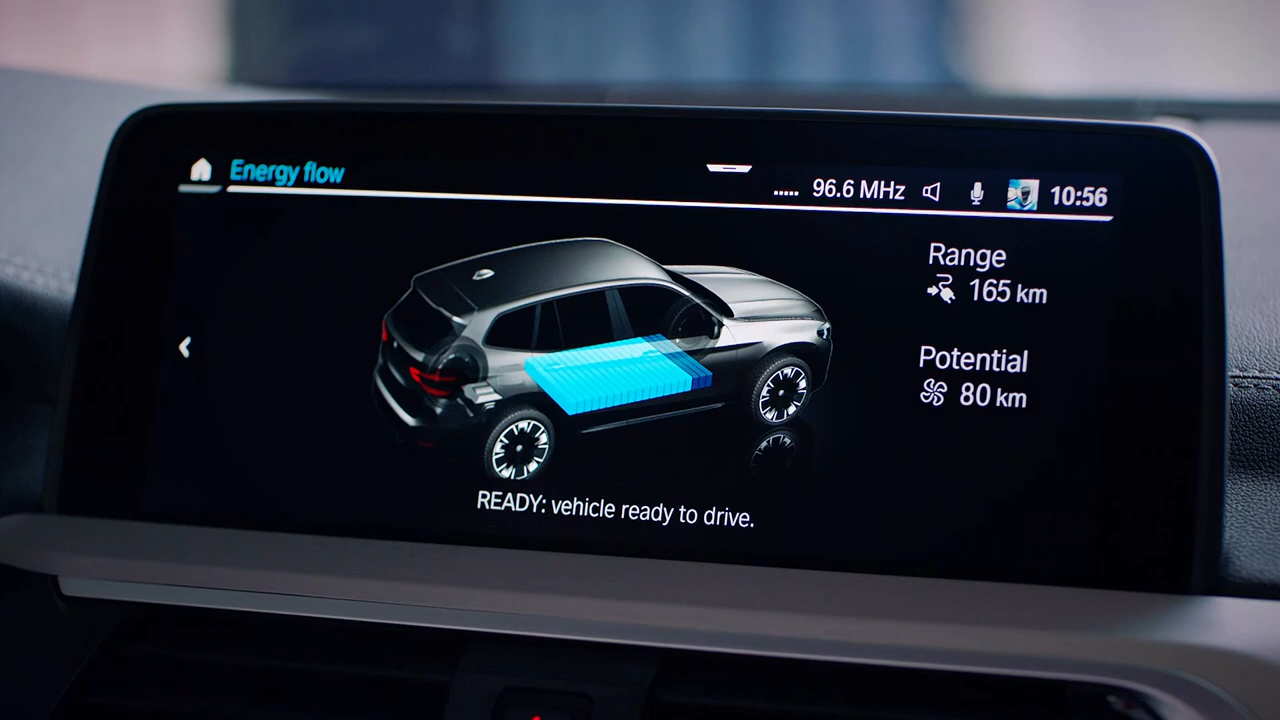 Energy flow
..... 96.6 MHz 10:56
Range
165 km
Potential
80 km
READY: vehicle ready to drive.